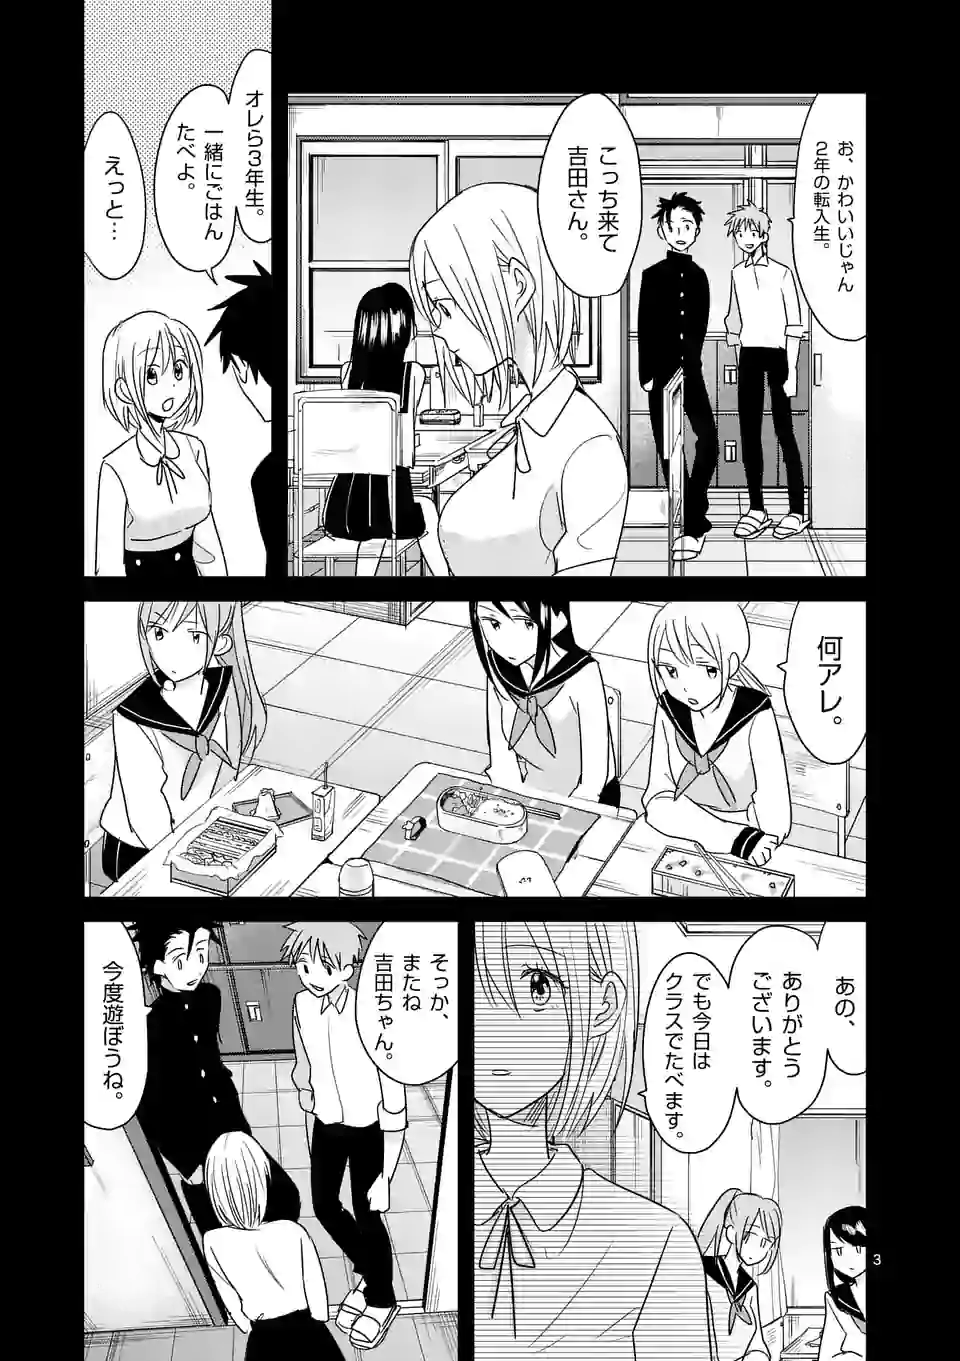 お、かわいいじゃん
2年の転入生。
こっち来て
吉田さん。
オレら3年生。
一緒にごはん
たべよ。
えっと…
何アレ。
あの、
ありがとう
ございます。
でも今日は
クラスでたべます。
そっか、
またね
吉田ちゃん。
今度遊ぼうね。
3